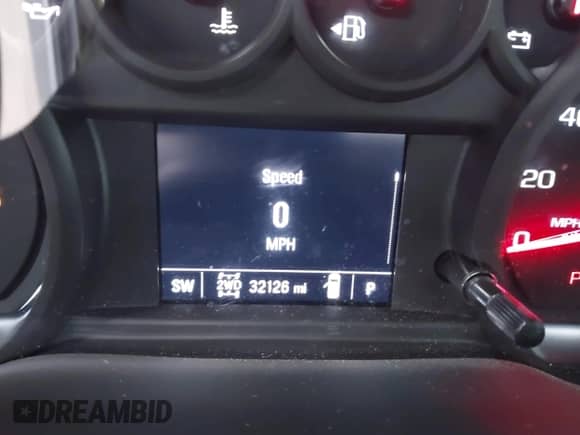 Speed
0
MPH
SW 2WD 32126 mi P
40
20
MPH
0
P
DREAMBID